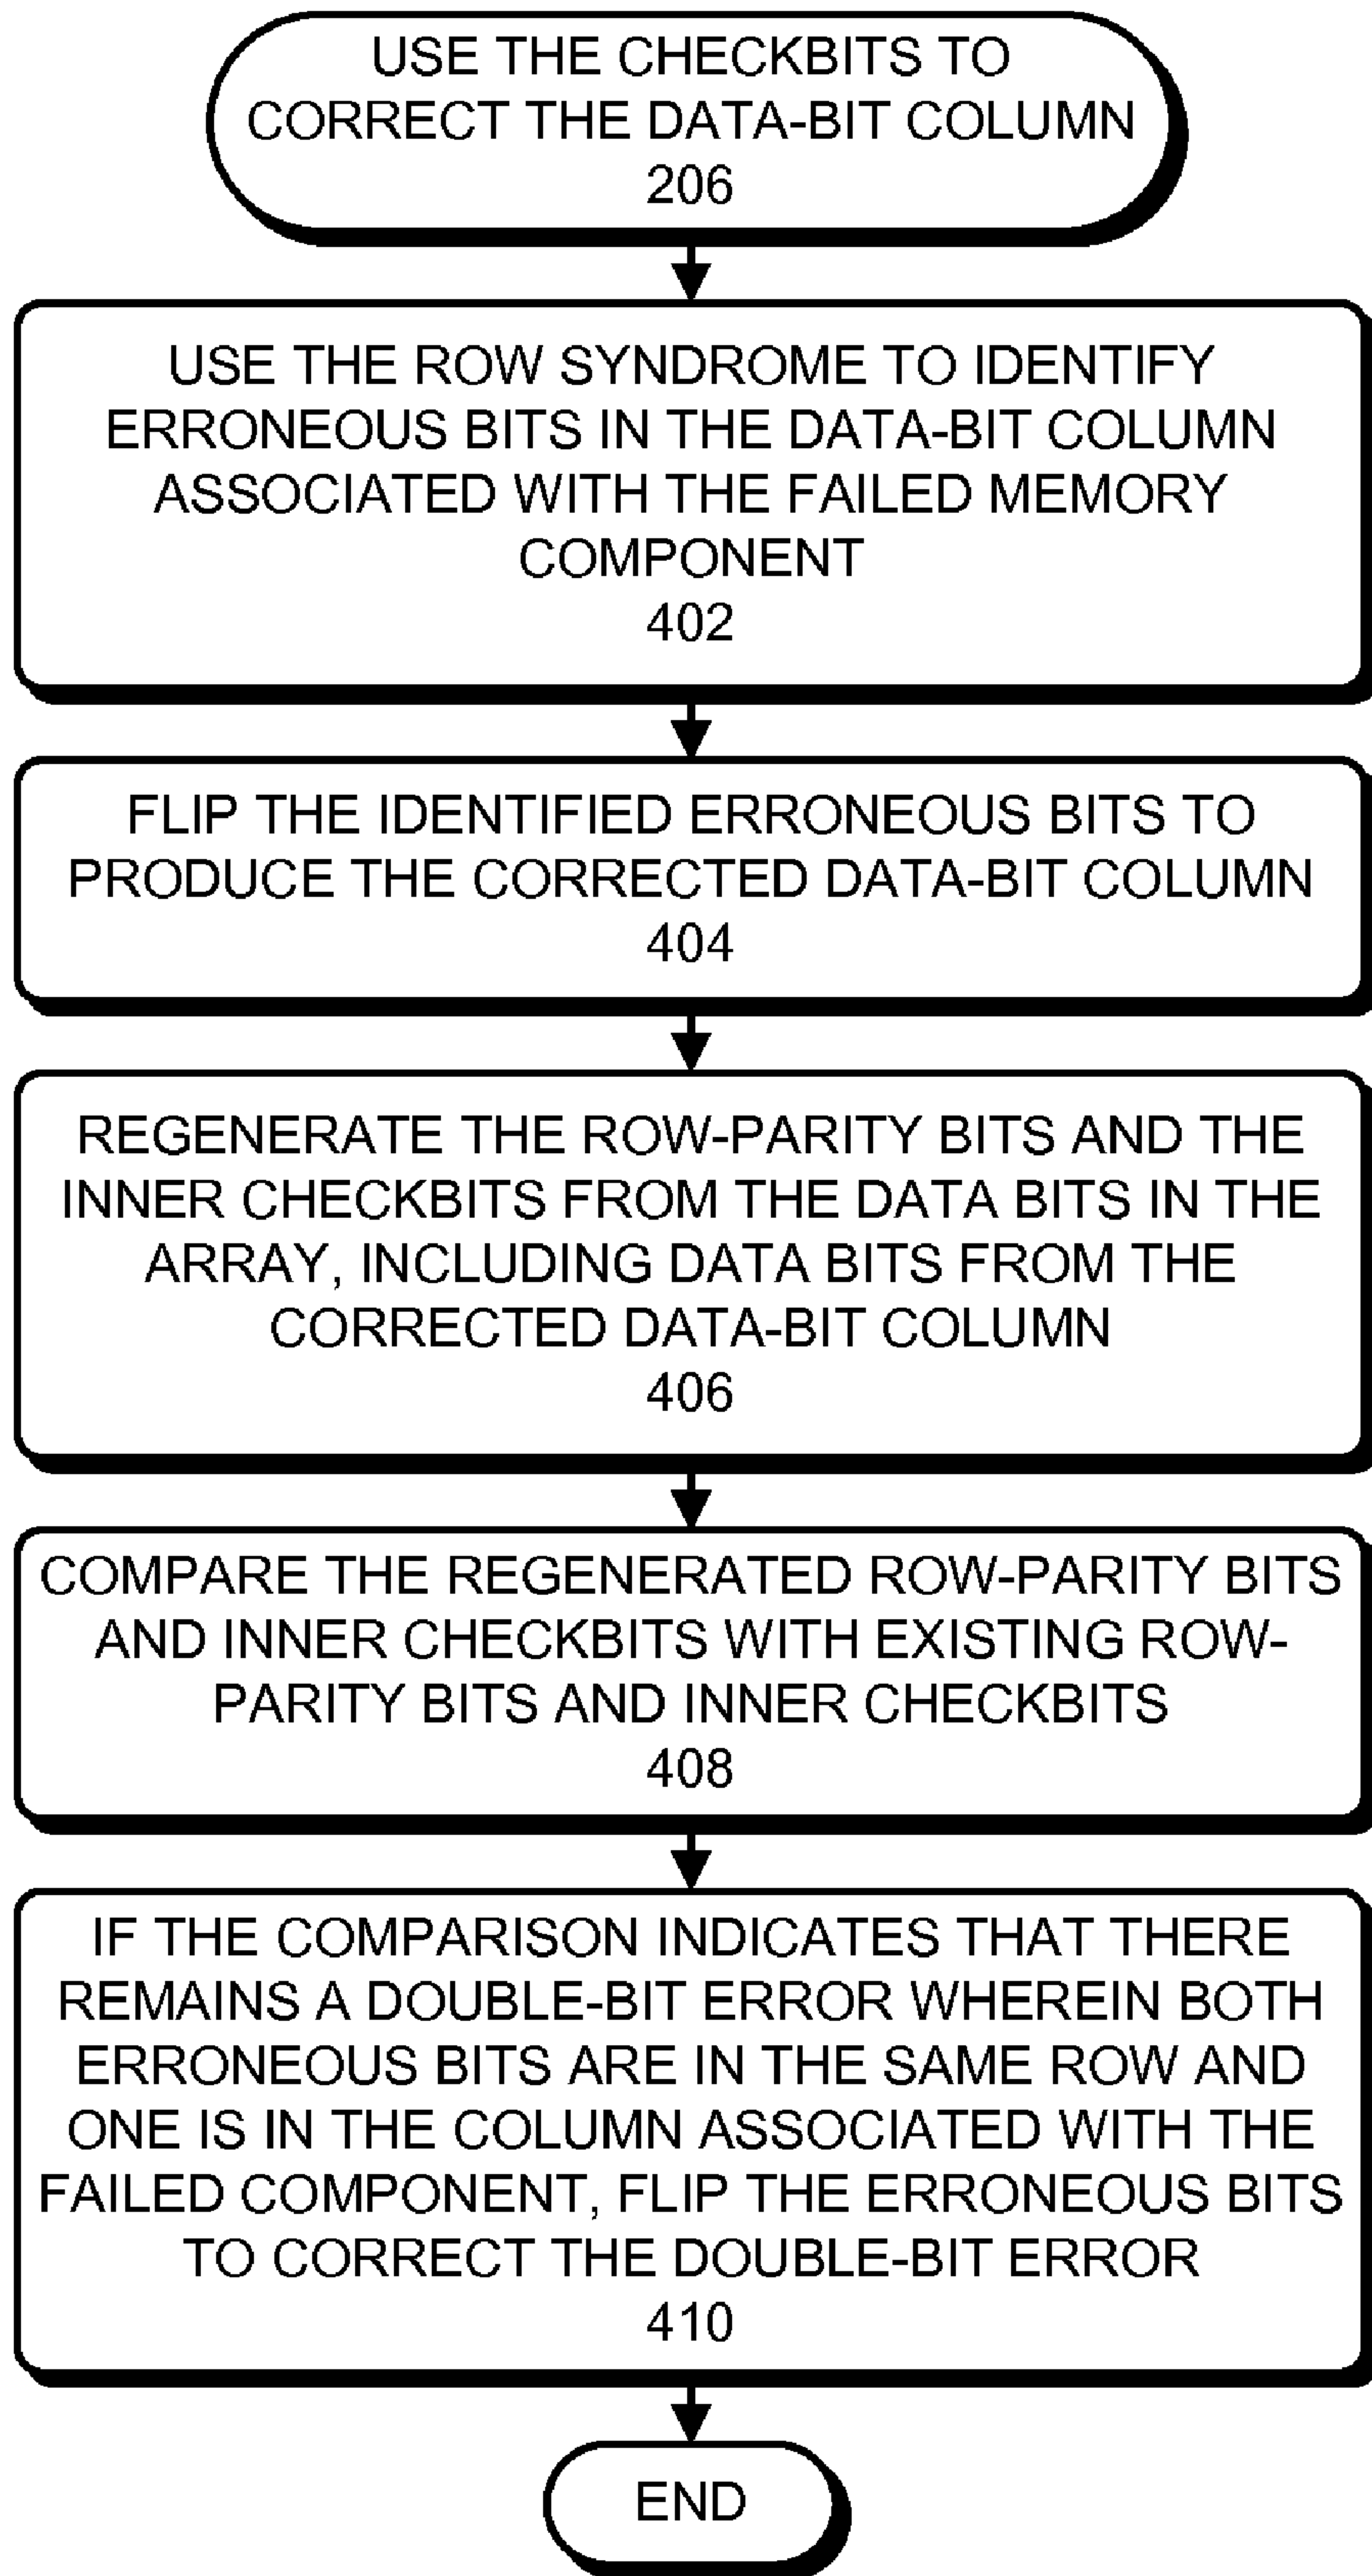 USE THE CHECKBITS TO
CORRECT THE DATA-BIT COLUMN
206
USE THE ROW SYNDROME TO IDENTIFY
ERRONEOUS BITS IN THE DATA-BIT COLUMN
ASSOCIATED WITH THE FAILED MEMORY
COMPONENT
402
FLIP THE IDENTIFIED ERRONEOUS BITS TO
PRODUCE THE CORRECTED DATA-BIT COLUMN
404
REGENERATE THE ROW-PARITY BITS AND THE
INNER CHECKBITS FROM THE DATA BITS IN THE
ARRAY, INCLUDING DATA BITS FROM THE
CORRECTED DATA-BIT COLUMN
406
COMPARE THE REGENERATED ROW-PARITY BITS
AND INNER CHECKBITS WITH EXISTING ROW-
PARITY BITS AND INNER CHECKBITS
408
IF THE COMPARISON INDICATES THAT THERE
REMAINS A DOUBLE-BIT ERROR WHEREIN BOTH
ERRONEOUS BITS ARE IN THE SAME ROW AND
ONE IS IN THE COLUMN ASSOCIATED WITH THE
FAILED COMPONENT, FLIP THE ERRONEOUS BITS
TO CORRECT THE DOUBLE-BIT ERROR
410
END